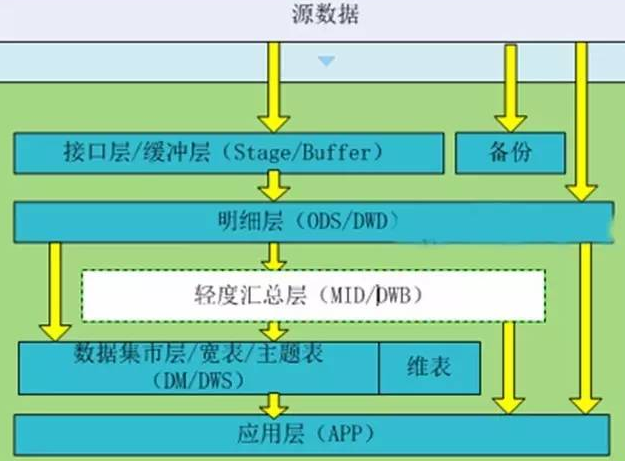 源数据
接口层/缓冲层（Stage/Buffer）
备份
明细层（ODS/DWD）
轻度汇总层（MID/DWB）
数据集市层/宽表/主题表
（DM/DWS）
维表
应用层（APP）